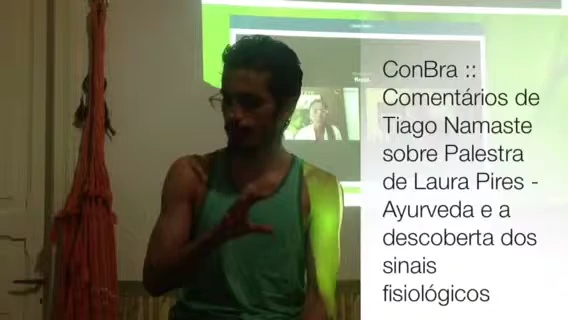 ConBra ::
Comentários de
Tiago Namaste
sobre Palestra
de Laura Pires -
Ayurveda e a
descoberta dos
sinais
fisiológicos